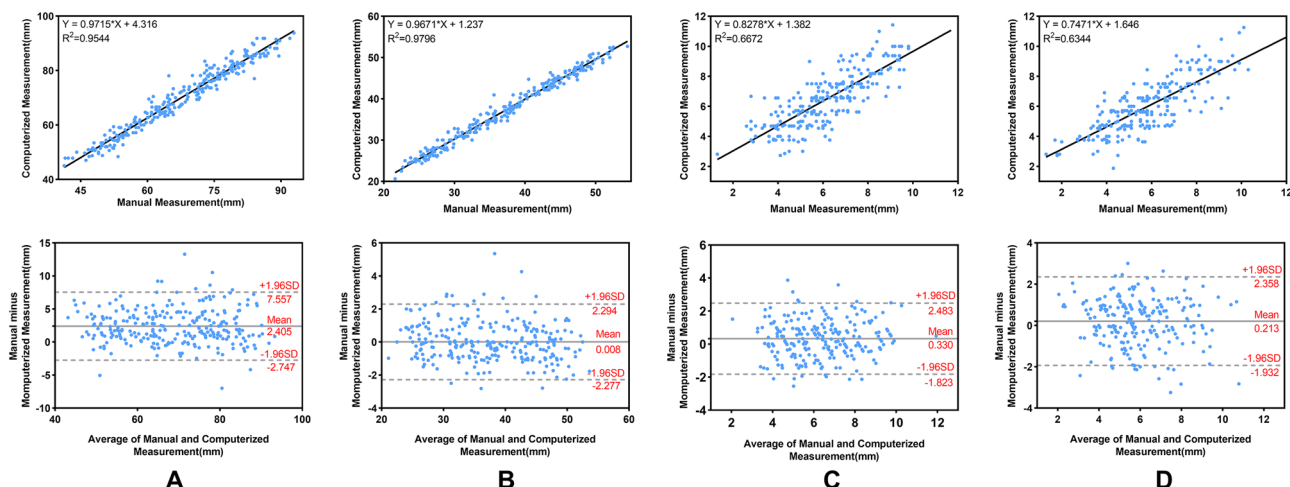 Y = 0.9715*X + 4.316
R²=0.9544
Computerized Measurement(mm)
100
80
60
40
45
60
75
90
Manual Measurement(mm)
Y = 0.9671*X + 1.237
R²=0.9796
Computerized Measurement(mm)
60
50
40
30
20
20
30
40
50
Manual Measurement(mm)
Y = 0.8278*X + 1.382
R²=0.6672
Computerized Measurement(mm)
12
10
8
6
4
2
2
4
6
8
10
12
Manual Measurement(mm)
Y = 0.7471*X + 1.646
R²=0.6344
Computerized Measurement(mm)
12
10
8
6
4
2
2
4
6
8
10
12
Manual Measurement(mm)
Manual minus
Momputerized Measurement(mm)
15
10
5
0
-5
-10
40
60
80
100
+1.96SD
7.557
Mean
2.405
-1.96SD
-2.747
Average of Manual and Computerized
Measurement(mm)
A
Manual minus
Momputerized Measurement(mm)
6
4
2
0
-2
-4
20
30
40
50
60
+1.96SD
2.294
Mean
0.008
-1.96SD
-2.277
Average of Manual and Computerized
Measurement(mm)
B
Manual minus
Momputerized Measurement(mm)
6
4
2
0
-2
-4
2
4
6
8
10
12
+1.96SD
2.483
Mean
0.330
-1.96SD
-1.823
Average of Manual and Computerized
Measurement(mm)
C
Manual minus
Momputerized Measurement(mm)
4
2
0
-2
-4
2
4
6
8
10
12
+1.96SD
2.358
Mean
0.213
-1.96SD
-1.932
Average of Manual and Computerized
Measurement(mm)
D